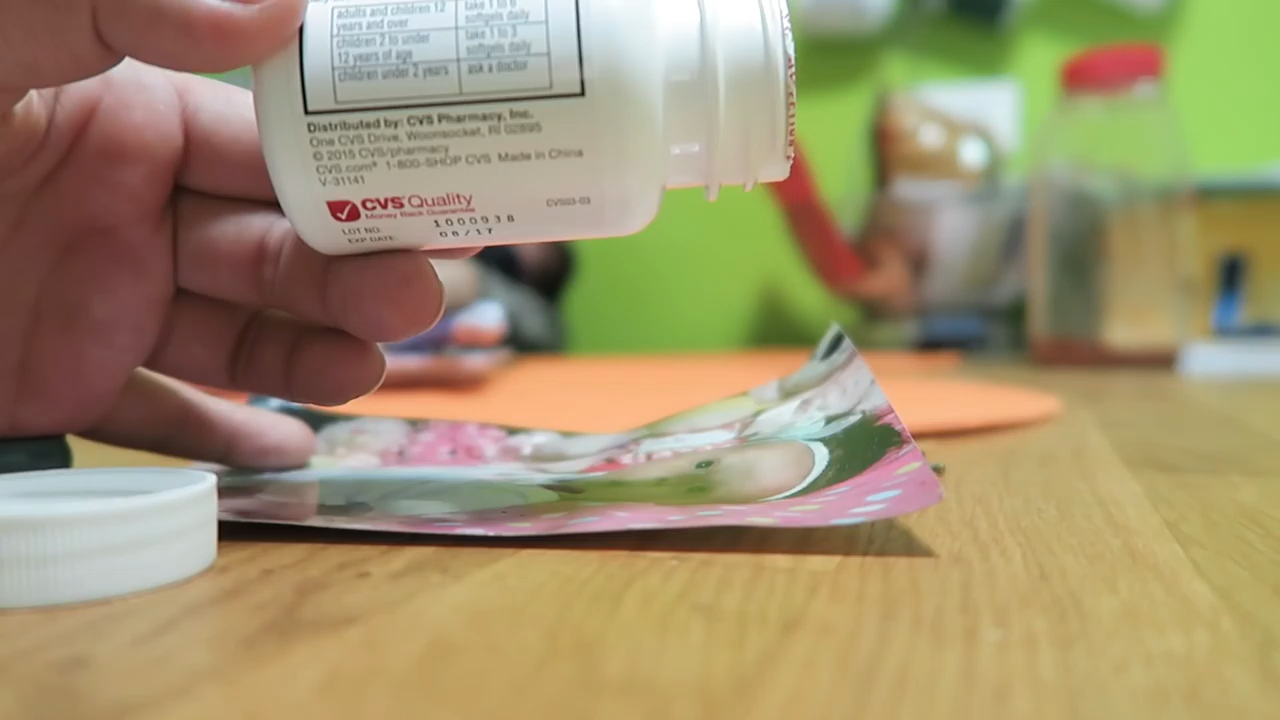 adults and children 12 take 1 to 6
years and over softgels daily
children 2 to under take 1 to 3
12 years of age softgels daily
children under 2 years ask a doctor
Distributed by: CVS Pharmacy, Inc.
One CVS Drive, Woonsocket, RI 02895
© 2015 CVS/pharmacy
CVS.com® 1-800-SHOP CVS Made in China
V-31141
CVS Quality
Money Back Guarantee
CVS03-03
LOT NO: 1000938
EXP DATE: 08/17